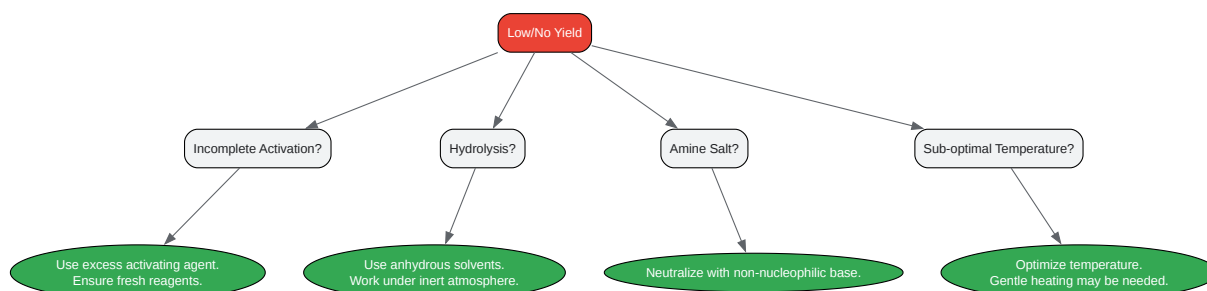 Low/No Yield
Incomplete Activation?
Hydrolysis?
Amine Salt?
Sub-optimal Temperature?
Use excess activating agent.
Ensure fresh reagents.
Use anhydrous solvents.
Work under inert atmosphere.
Neutralize with non-nucleophilic base.
Optimize temperature.
Gentle heating may be needed.